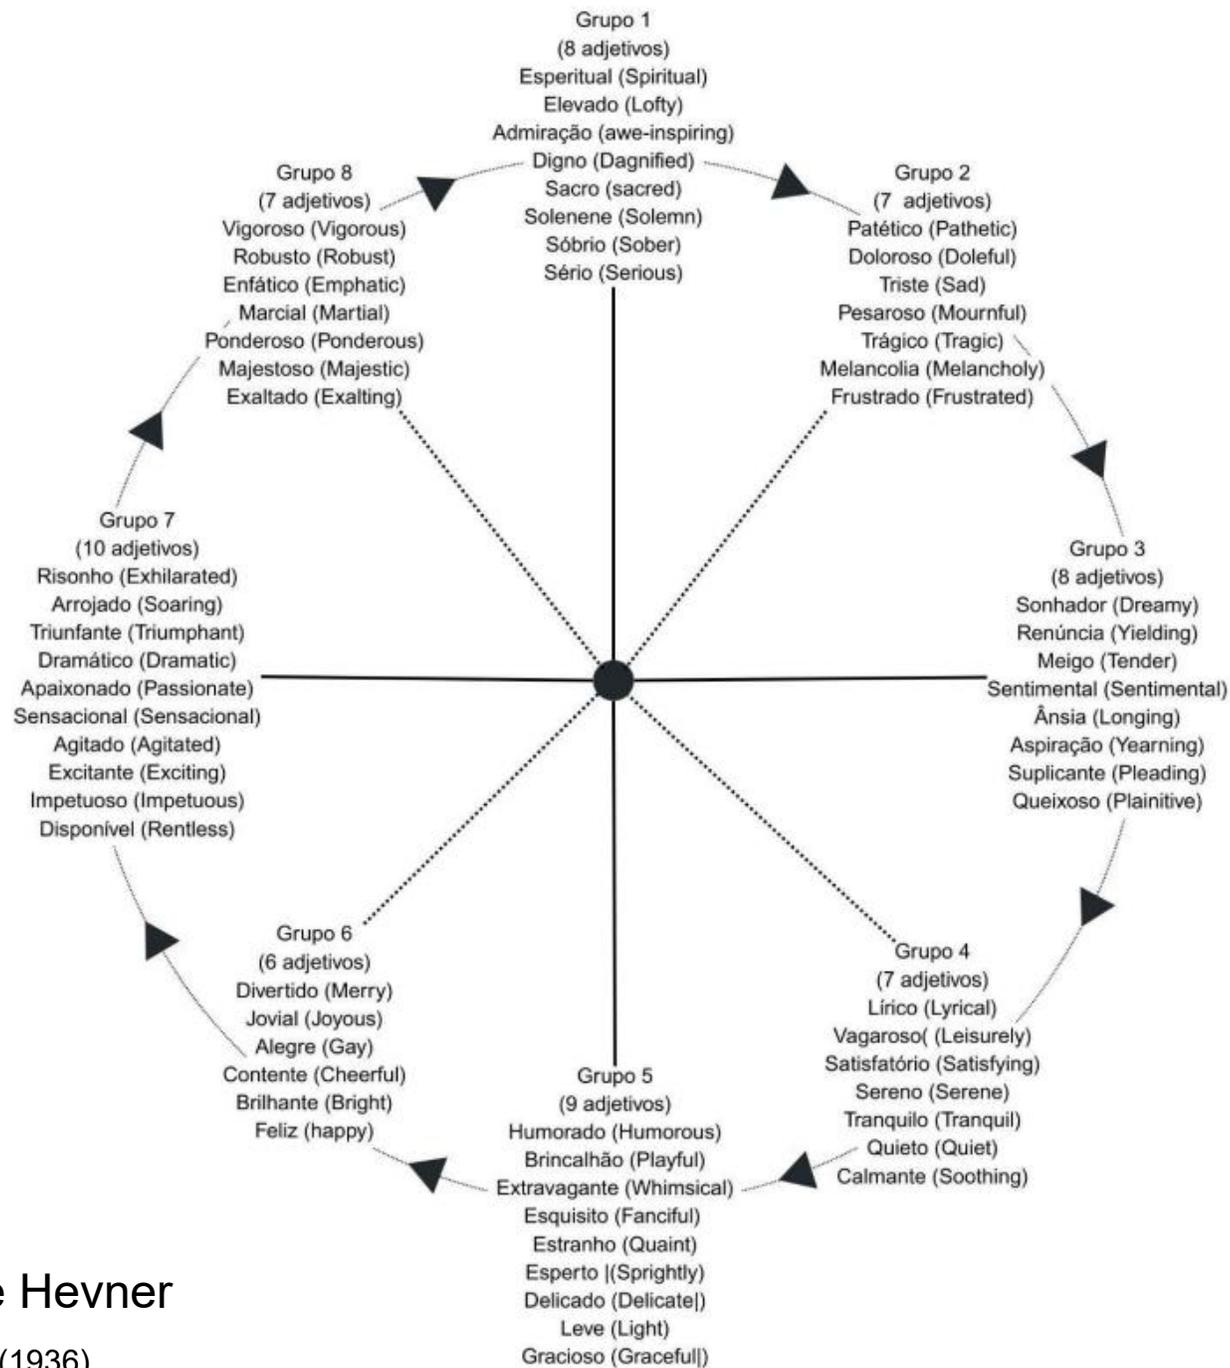 Grupo 1
(8 adjetivos)
Esperitual (Spiritual)
Elevado (Lofty)
Admiração (awe-inspiring)
Digno (Dagnified)
Sacro (sacred)
Solenene (Solemn)
Sóbrio (Sober)
Sério (Serious)
Grupo 2
(7 adjetivos)
Patético (Pathetic)
Doloroso (Doleful)
Triste (Sad)
Pesaroso (Mournful)
Trágico (Tragic)
Melancolia (Melancholy)
Frustrado (Frustrated)
Grupo 3
(8 adjetivos)
Sonhador (Dreamy)
Renúncia (Yielding)
Meigo (Tender)
Sentimental (Sentimental)
Ânsia (Longing)
Aspiração (Yearning)
Suplicante (Pleading)
Queixoso (Plainitive)
Grupo 4
(7 adjetivos)
Lírico (Lyrical)
Vagaroso( (Leisurely)
Satisfatório (Satisfying)
Sereno (Serene)
Tranquilo (Tranquil)
Quieto (Quiet)
Calmante (Soothing)
Grupo 5
(9 adjetivos)
Humorado (Humorous)
Brincalhão (Playful)
Extravagante (Whimsical)
Esquisito (Fanciful)
Estranho (Quaint)
Esperto |(Sprightly)
Delicado (Delicate|)
Leve (Light)
Gracioso (Graceful|)
Grupo 6
(6 adjetivos)
Divertido (Merry)
Jovial (Joyous)
Alegre (Gay)
Contente (Cheerful)
Brilhante (Bright)
Feliz (happy)
Grupo 7
(10 adjetivos)
Risonho (Exhilarated)
Arrojado (Soaring)
Triunfante (Triumphant)
Dramático (Dramatic)
Apaixonado (Passionate)
Sensacional (Sensacional)
Agitado (Agitated)
Excitante (Exciting)
Impetuoso (Impetuous)
Disponível (Rentless)
Grupo 8
(7 adjetivos)
Vigoroso (Vigorous)
Robusto (Robust)
Enfático (Emphatic)
Marcial (Martial)
Ponderoso (Ponderous)
Majestoso (Majestic)
Exaltado (Exalting)
e Hevner
(1936)